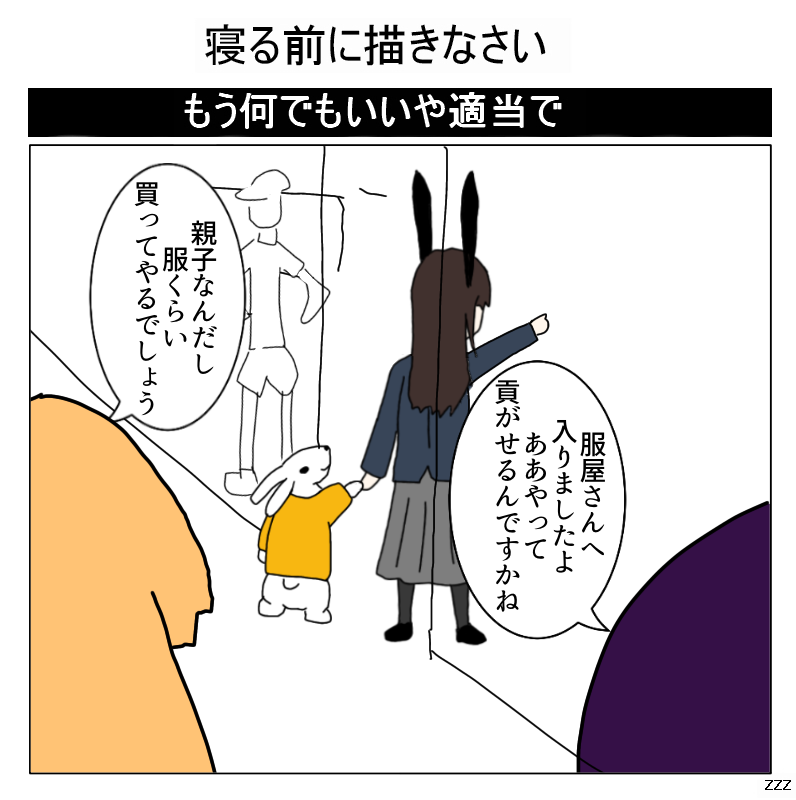 寝る前に描きなさい
もう何でもいいや適当で
親子なんだし
服くらい
買ってやるでしょう
服屋さんへ
入りましたよ
ああやって
貢がせるんですかね
zzz